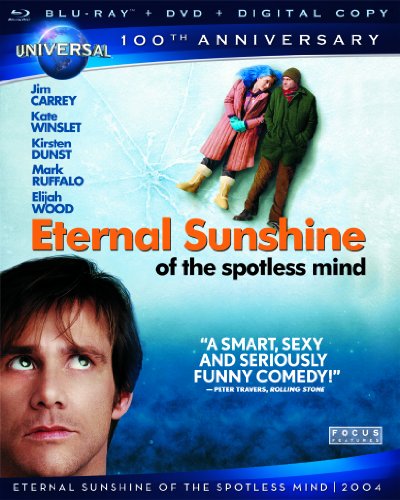 BLU-RAY + DVD + DIGITAL COPY
UNIVERSAL
100TH ANNIVERSARY
Jim
CARREY
Kate
WINSLET
Kirsten
DUNST
Mark
RUFFALO
Elijah
WOOD
Eternal Sunshine
of the spotless mind
"A SMART, SEXY
AND SERIOUSLY
FUNNY COMEDY!"
– PETER TRAVERS, ROLLING STONE
FOCUS
FEATURES
ETERNAL SUNSHINE OF THE SPOTLESS MIND | 2004